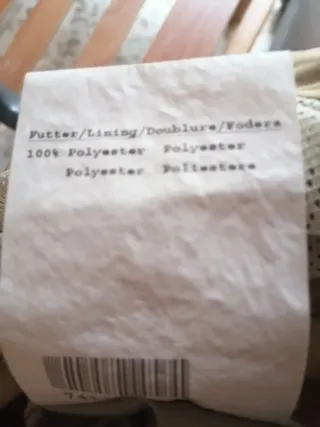 Futter/Lining/Doublure/Fodera
100% Polyester Polyester
Polyester Poliestere